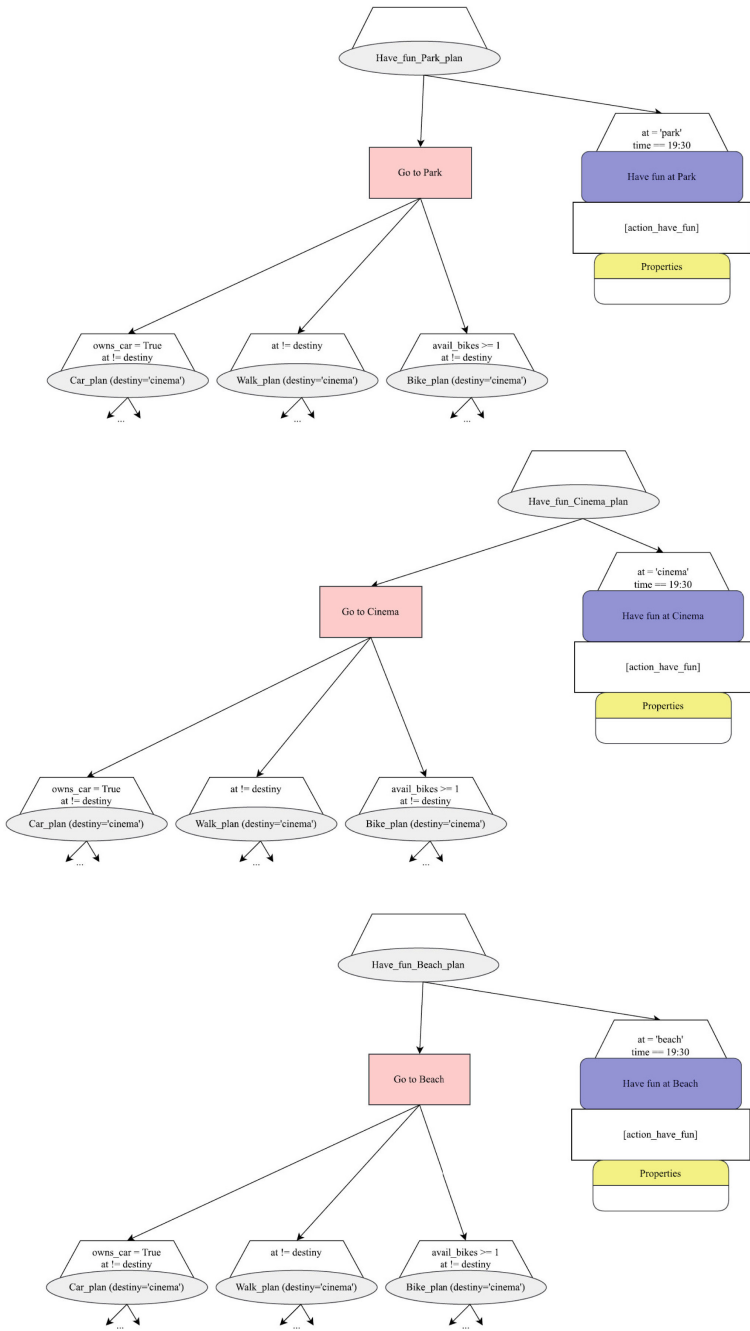 Have_fun_Park_plan
at = 'park'
time == 19:30
Go to Park
Have fun at Park
[action_have_fun]
Properties
owns_car = True
at != destiny
Car_plan (destiny='cinema')
...
at != destiny
Walk_plan (destiny='cinema')
...
avail_bikes >= 1
at != destiny
Bike_plan (destiny='cinema')
...
Have_fun_Cinema_plan
at = 'cinema'
time == 19:30
Go to Cinema
Have fun at Cinema
[action_have_fun]
Properties
owns_car = True
at != destiny
Car_plan (destiny='cinema')
...
at != destiny
Walk_plan (destiny='cinema')
...
avail_bikes >= 1
at != destiny
Bike_plan (destiny='cinema')
...
Have_fun_Beach_plan
at = 'beach'
time == 19:30
Go to Beach
Have fun at Beach
[action_have_fun]
Properties
owns_car = True
at != destiny
Car_plan (destiny='cinema')
...
at != destiny
Walk_plan (destiny='cinema')
...
avail_bikes >= 1
at != destiny
Bike_plan (destiny='cinema')
...